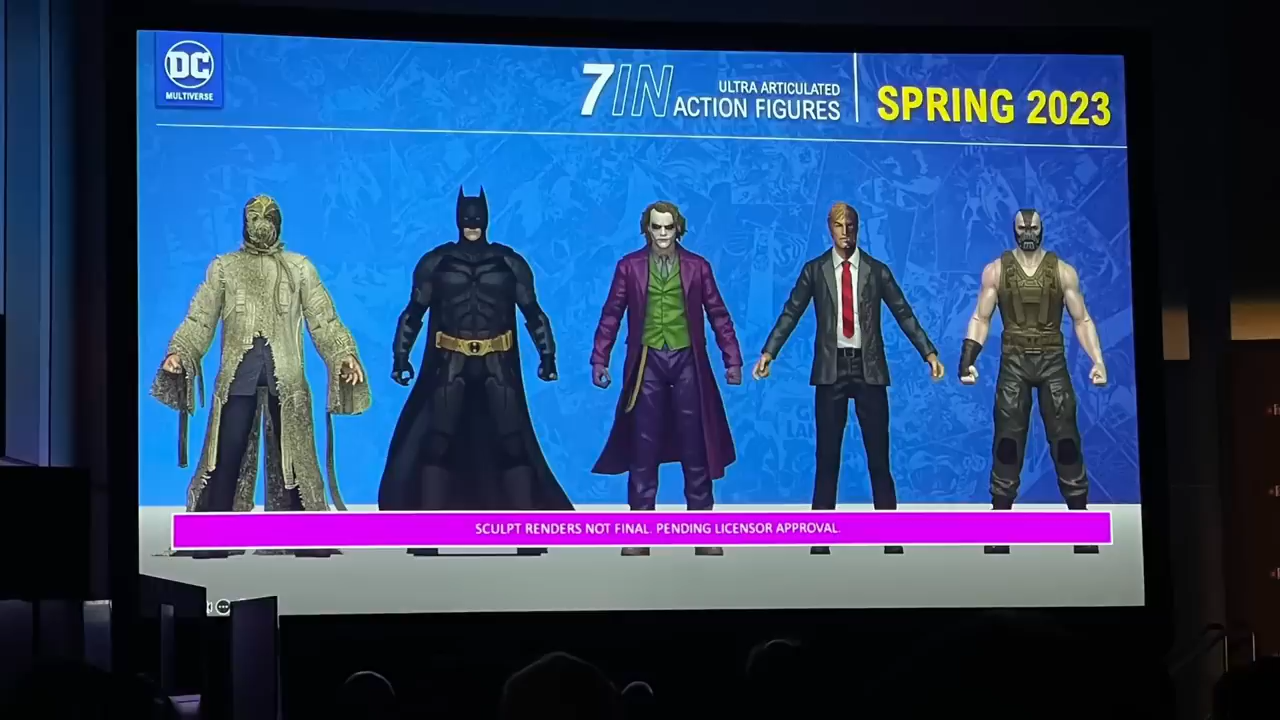 DC
MULTIVERSE
7IN
ULTRA ARTICULATED
ACTION FIGURES
SPRING 2023
SCULPT RENDERS NOT FINAL. PENDING LICENSOR APPROVAL.